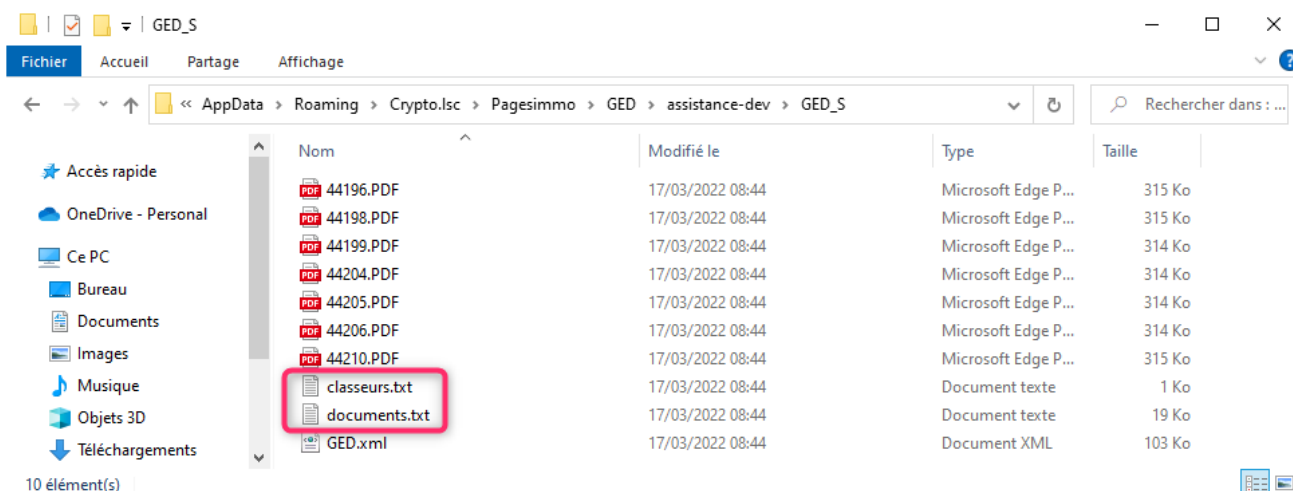 GED_S
Fichier Accueil Partage Affichage
« AppData > Roaming > Crypto.lsc > Pagesimmo > GED > assistance-dev > GED_S Rechercher dans : ...
Nom Modifié le Type Taille
Accès rapide
OneDrive - Personal
Ce PC
Bureau
Documents
Images
Musique
Objets 3D
Téléchargements
44196.PDF 17/03/2022 08:44 Microsoft Edge P... 315 Ko
44198.PDF 17/03/2022 08:44 Microsoft Edge P... 315 Ko
44199.PDF 17/03/2022 08:44 Microsoft Edge P... 314 Ko
44204.PDF 17/03/2022 08:44 Microsoft Edge P... 314 Ko
44205.PDF 17/03/2022 08:44 Microsoft Edge P... 314 Ko
44206.PDF 17/03/2022 08:44 Microsoft Edge P... 314 Ko
44210.PDF 17/03/2022 08:44 Microsoft Edge P... 315 Ko
classeurs.txt 17/03/2022 08:44 Document texte 1 Ko
documents.txt 17/03/2022 08:44 Document texte 19 Ko
GED.xml 17/03/2022 08:44 Document XML 103 Ko
10 élément(s)